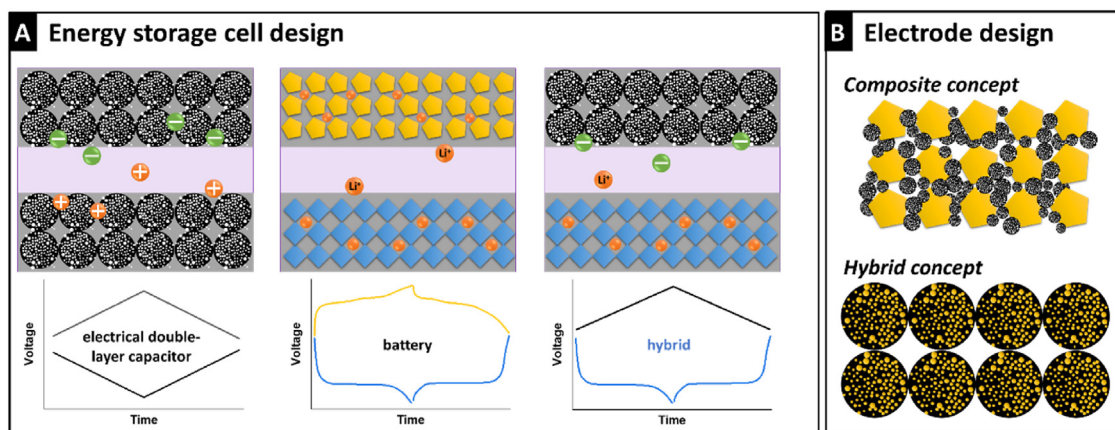 A Energy storage cell design
−
−
−
−
+
+
+
+
Li⁺
Li⁺
−
−
−
Li⁺
Voltage
electrical double-
layer capacitor
Time
Voltage
battery
Time
Voltage
hybrid
Time
B Electrode design
Composite concept
Hybrid concept